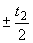 ± t₂/2